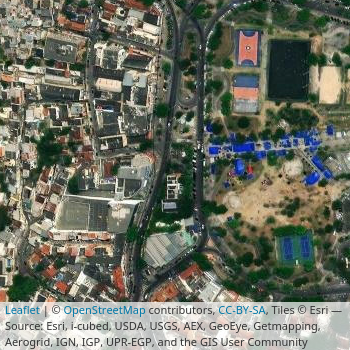 Leaflet | © OpenStreetMap contributors, CC-BY-SA, Tiles © Esri —
Source: Esri, i-cubed, USDA, USGS, AEX, GeoEye, Getmapping,
Aerogrid, IGN, IGP, UPR-EGP, and the GIS User Community